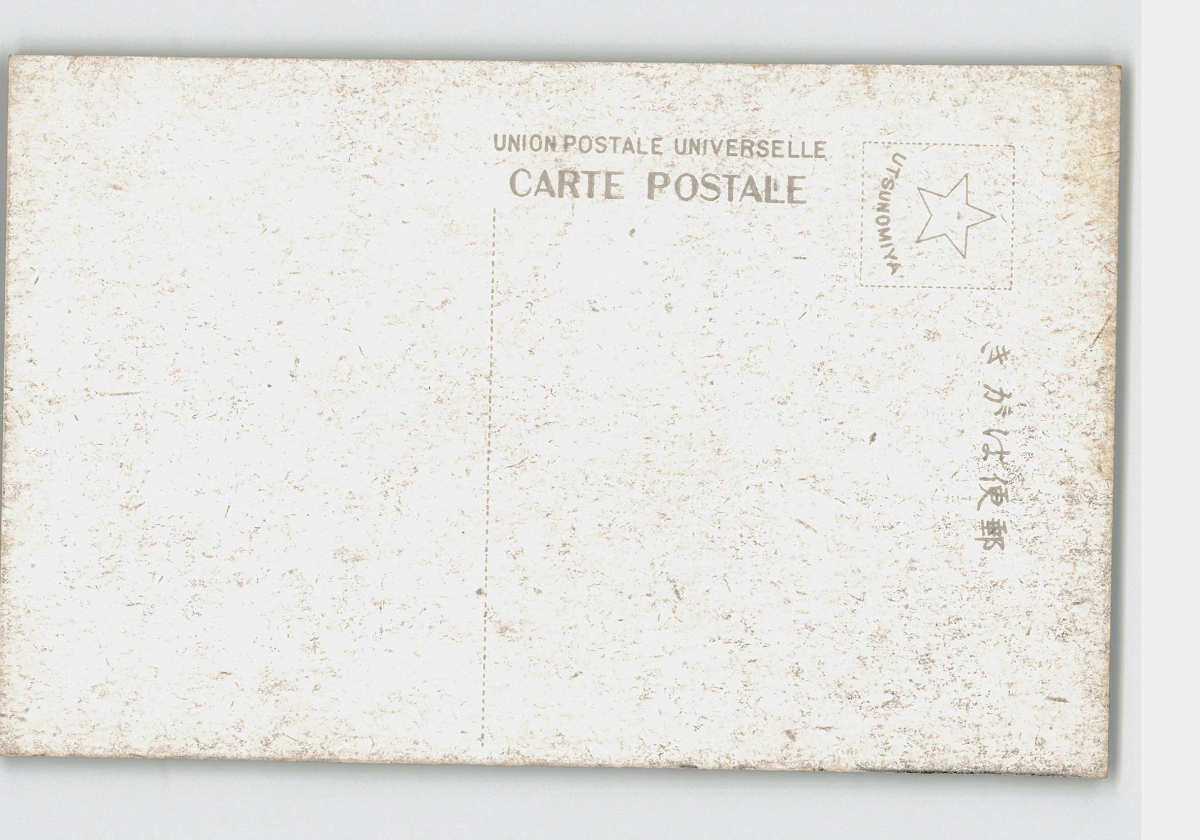 UNION POSTALE UNIVERSELLE
CARTE POSTALE
UTSUNOMIYA
郵便はがき